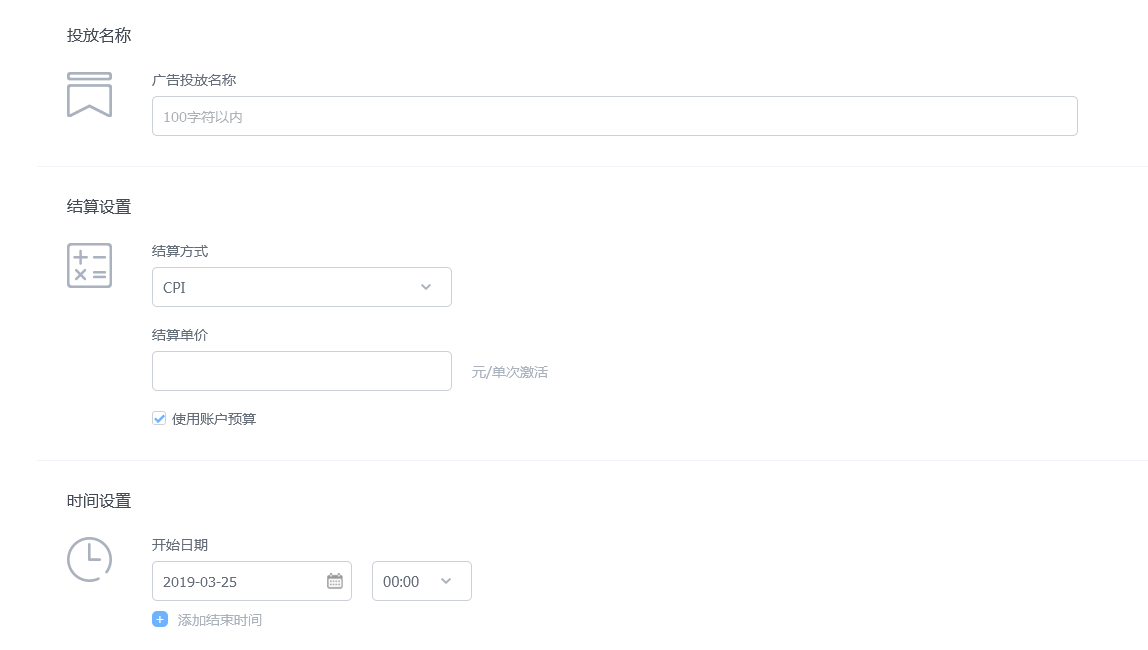 投放名称
广告投放名称
100字符以内
结算设置
结算方式
CPI
结算单价
元/单次激活
使用账户预算
时间设置
开始日期
2019-03-25
00:00
添加结束时间